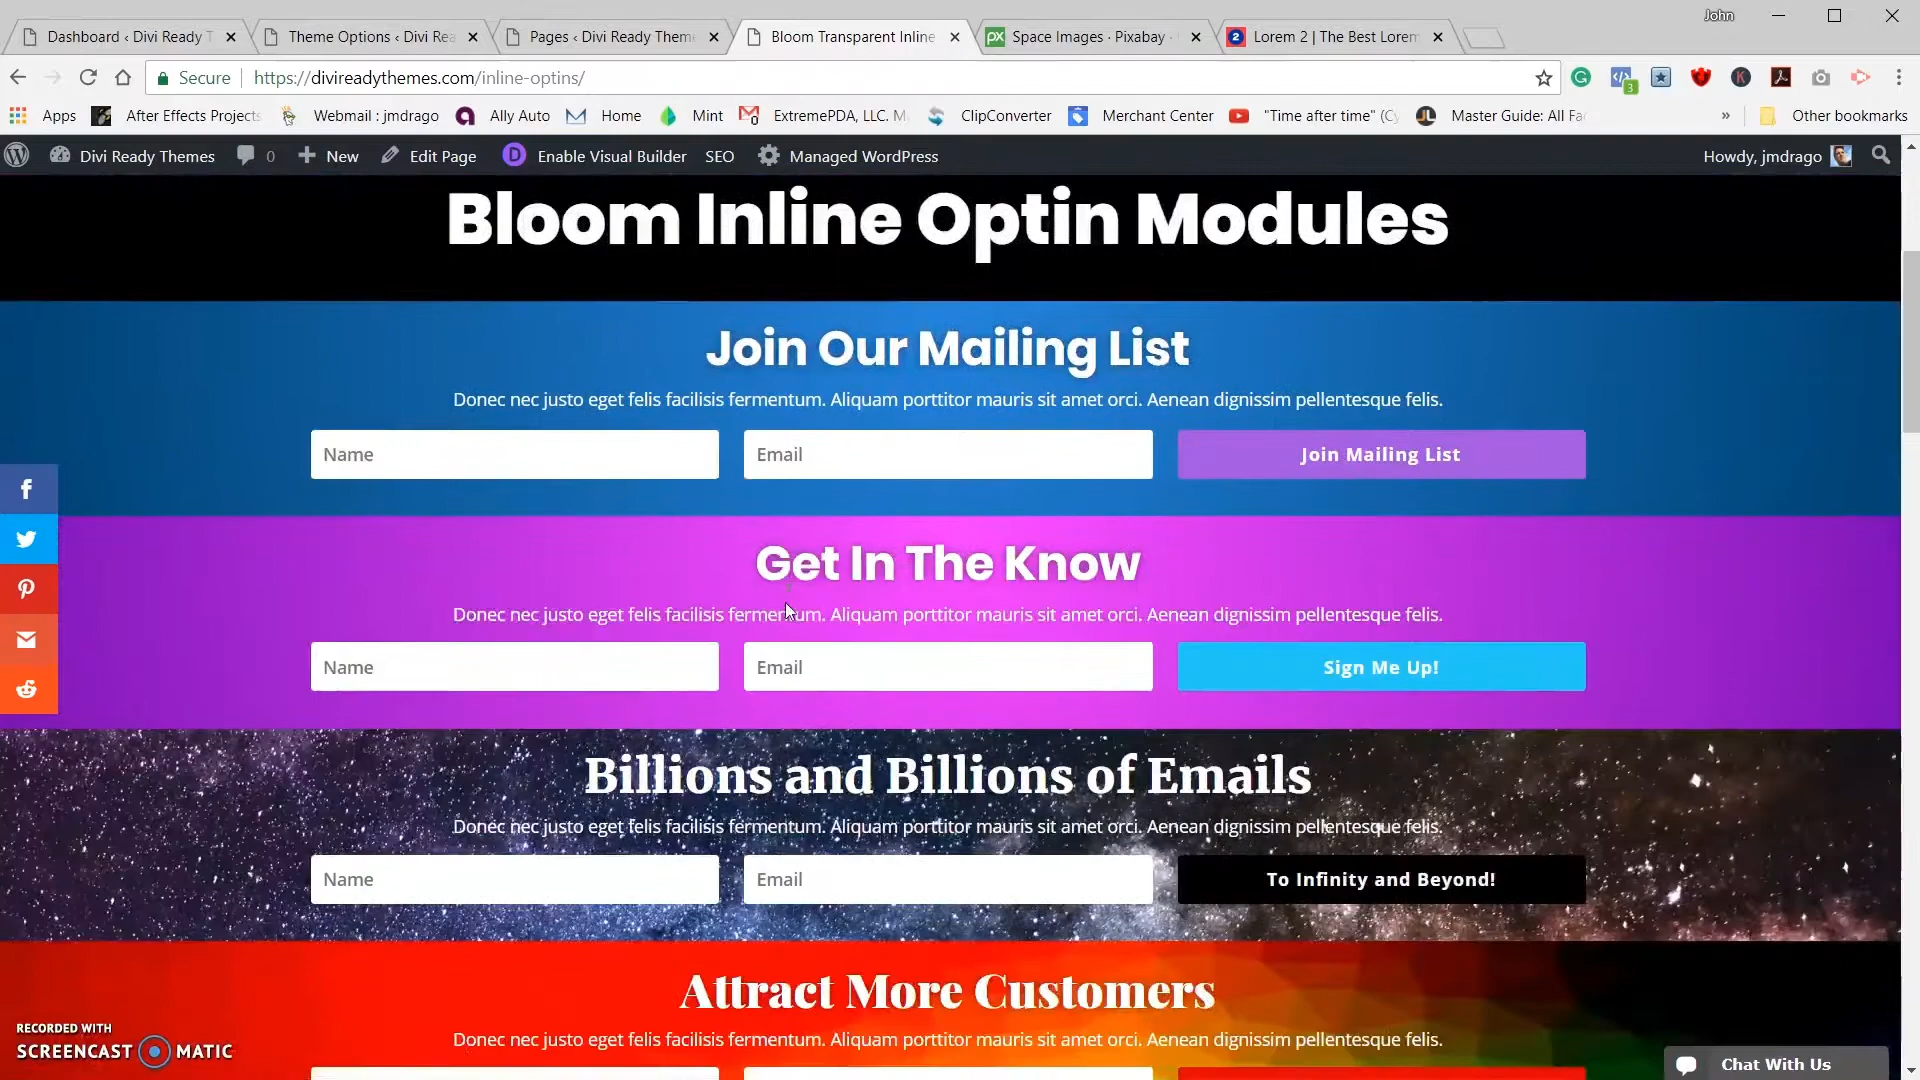 John
Dashboard ‹ Divi Ready T
Theme Options ‹ Divi Rea
Pages ‹ Divi Ready Theme
Bloom Transparent Inline
px Space Images · Pixabay ·
2 Lorem 2 | The Best Lorem
Secure https://divireadythemes.com/inline-optins/
3
Apps After Effects Projects Webmail : jmdrago Ally Auto Home Mint ExtremePDA, LLC. M ClipConverter Merchant Center "Time after time" (Cy Master Guide: All Fa » Other bookmarks
Divi Ready Themes 0 New Edit Page D Enable Visual Builder SEO Managed WordPress Howdy, jmdrago
Bloom Inline Optin Modules
Join Our Mailing List
Donec nec justo eget felis facilisis fermentum. Aliquam porttitor mauris sit amet orci. Aenean dignissim pellentesque felis.
Name Email Join Mailing List
Get In The Know
Donec nec justo eget felis facilisis fermentum. Aliquam porttitor mauris sit amet orci. Aenean dignissim pellentesque felis.
Name Email Sign Me Up!
Billions and Billions of Emails
Donec nec justo eget felis facilisis fermentum. Aliquam porttitor mauris sit amet orci. Aenean dignissim pellentesque felis.
Name Email To Infinity and Beyond!
Attract More Customers
Donec nec justo eget felis facilisis fermentum. Aliquam porttitor mauris sit amet orci. Aenean dignissim pellentesque felis.
RECORDED WITH
SCREENCAST MATIC
Chat With Us